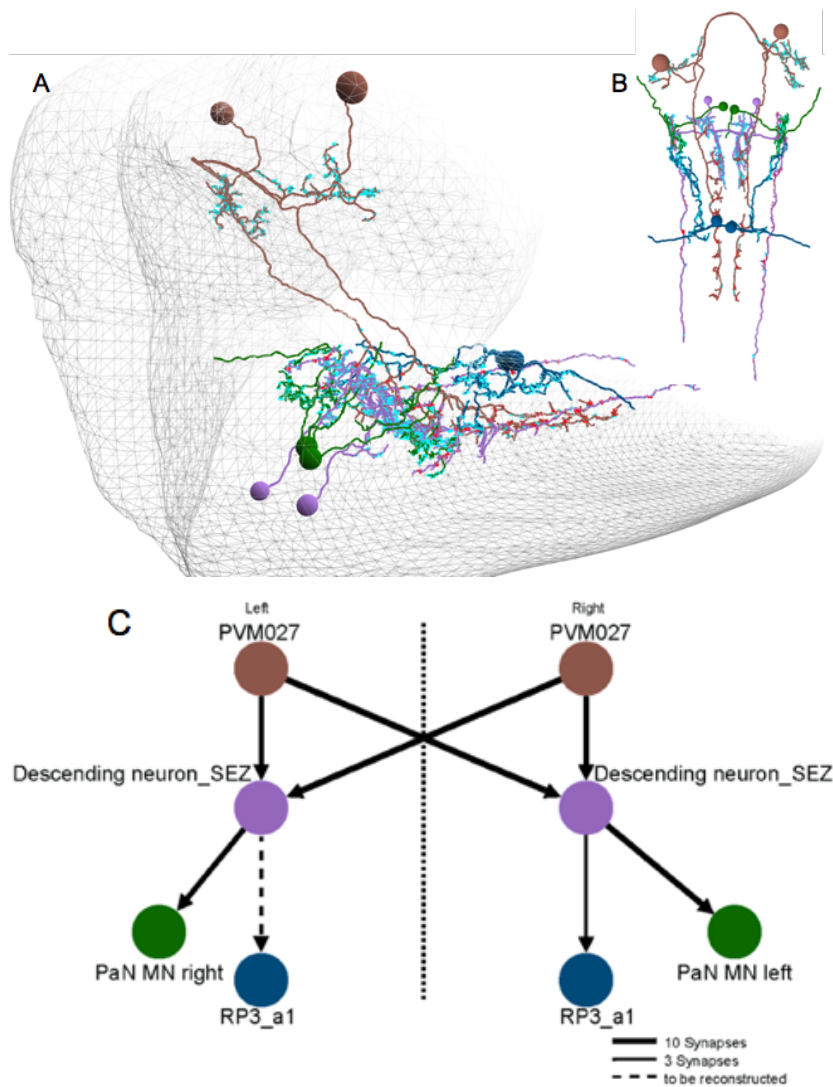 A
B
C
Left
Right
PVM027
PVM027
Descending neuron_SEZ
Descending neuron_SEZ
PaN MN right
PaN MN left
RP3_a1
RP3_a1
10 Synapses
3 Synapses
to be reconstructed